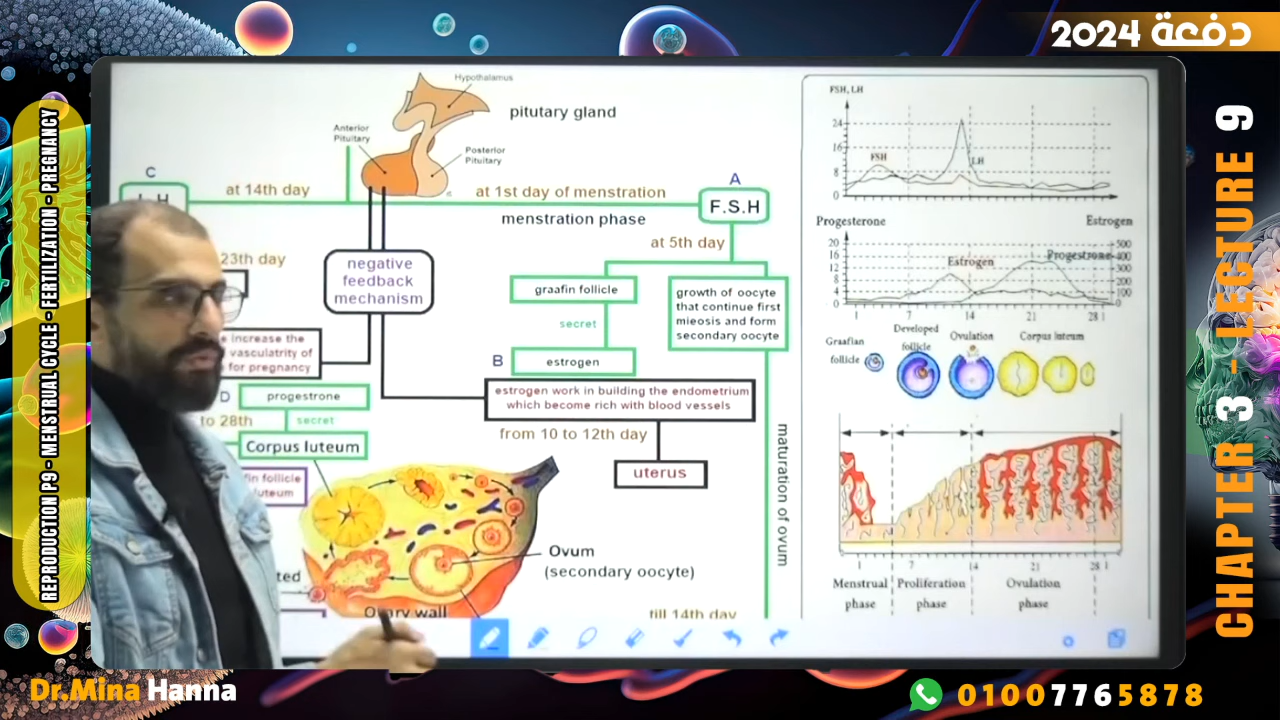 دفعة 2024
REPRODUCTION P9 - MENSTRUAL CYCLE - FERTILIZATION - PREGNANCY
CHAPTER 3 - LECTURE 9
Hypothalamus
pitutary gland
Anterior
Pituitary
Posterior
Pituitary
C
at 14th day
at 1st day of menstration
menstration phase
A
F.S.H
at 5th day
23th day
negative
feedback
mechanism
graafin follicle
secret
B
estrogen
growth of oocyte
that continue first
mieosis and form
secondary oocyte
increase the
vasculatrity of
for pregnancy
estrogen work in building the endometrium
which become rich with blood vessels
D
progestrone
to 28th
secret
Corpus luteum
from 10 to 12th day
uterus
maturation of ovum
follicle
luteum
Ovum
(secondary oocyte)
Ovary wall
till 14th day
FSH, LH
24
16
8
0
FSH
LH
Progesterone
Estrogen
20
16
12
8
4
0
Estrogen
Progestrone
500
400
300
200
100
0
1
7
14
21
28 1
Graafian
follicle
Developed
follicle
Ovulation
Corpus luteum
1
7
14
21
28 1
Menstrual
phase
Proliferation
phase
Ovulation
phase
Dr.Mina Hanna
01007765878